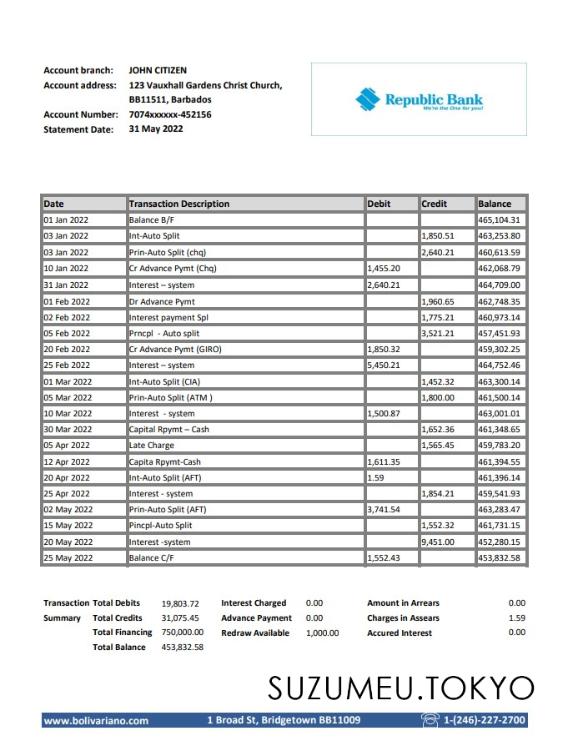 Account branch: JOHN CITIZEN
Account address: 123 Vauxhall Gardens Christ Church,
BB11511, Barbados
Account Number: 7074xxxxxx-452156
Statement Date: 31 May 2022
Republic Bank
We're the One for you!
Date Transaction Description Debit Credit Balance
01 Jan 2022 Balance B/F 465,104.31
03 Jan 2022 Int-Auto Split 1,850.51 463,253.80
03 Jan 2022 Prin-Auto Split (chq) 2,640.21 460,613.59
10 Jan 2022 Cr Advance Pymt (Chq) 1,455.20 462,068.79
31 Jan 2022 Interest – system 2,640.21 464,709.00
01 Feb 2022 Dr Advance Pymt 1,960.65 462,748.35
02 Feb 2022 Interest payment Spl 1,775.21 460,973.14
05 Feb 2022 Prncpl - Auto split 3,521.21 457,451.93
20 Feb 2022 Cr Advance Pymt (GIRO) 1,850.32 459,302.25
25 Feb 2022 Interest – system 5,450.21 464,752.46
01 Mar 2022 Int-Auto Split (CIA) 1,452.32 463,300.14
05 Mar 2022 Prin-Auto Split (ATM ) 1,800.00 461,500.14
10 Mar 2022 Interest - system 1,500.87 463,001.01
30 Mar 2022 Capital Rpymt – Cash 1,652.36 461,348.65
05 Apr 2022 Late Charge 1,565.45 459,783.20
12 Apr 2022 Capita Rpymt-Cash 1,611.35 461,394.55
20 Apr 2022 Int-Auto Split (AFT) 1.59 461,396.14
25 Apr 2022 Interest - system 1,854.21 459,541.93
02 May 2022 Prin-Auto Split (AFT) 3,741.54 463,283.47
15 May 2022 Pincpl-Auto Split 1,552.32 461,731.15
20 May 2022 Interest -system 9,451.00 452,280.15
25 May 2022 Balance C/F 1,552.43 453,832.58
Transaction Total Debits 19,803.72 Interest Charged 0.00 Amount in Arrears 0.00
Summary Total Credits 31,075.45 Advance Payment 0.00 Charges in Assears 1.59
Total Financing 750,000.00 Redraw Available 1,000.00 Accured Interest 0.00
Total Balance 453,832.58
SUZUMEU.TOKYO
www.bolivariano.com 1 Broad St, Bridgetown BB11009 1-(246)-227-2700